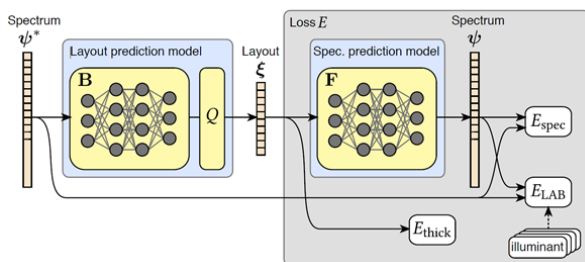 Spectrum
ψ*
Layout prediction model
B
Q
Layout
ξ
Loss E
Spec. prediction model
F
Spectrum
ψ
E_spec
E_LAB
E_thick
illuminant